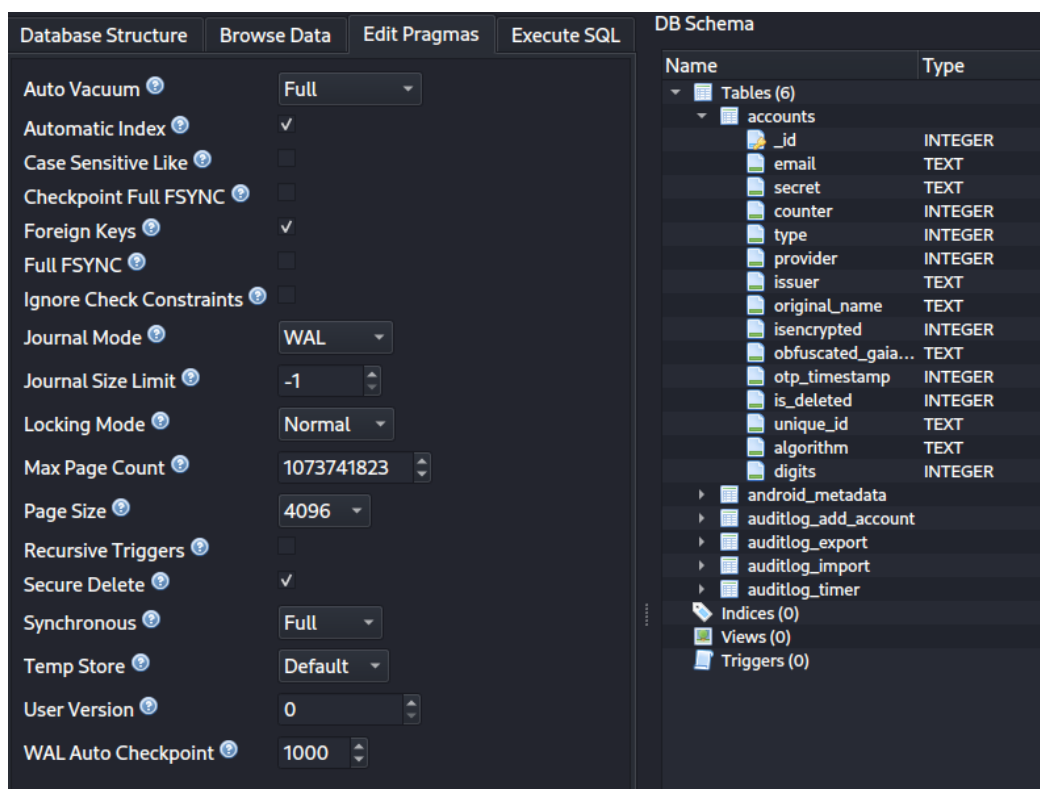 Database Structure
Browse Data
Edit Pragmas
Execute SQL
Auto Vacuum Full
Automatic Index
Case Sensitive Like
Checkpoint Full FSYNC
Foreign Keys
Full FSYNC
Ignore Check Constraints
Journal Mode WAL
Journal Size Limit -1
Locking Mode Normal
Max Page Count 1073741823
Page Size 4096
Recursive Triggers
Secure Delete
Synchronous Full
Temp Store Default
User Version 0
WAL Auto Checkpoint 1000
DB Schema
Name Type
Tables (6)
accounts
_id INTEGER
email TEXT
secret TEXT
counter INTEGER
type INTEGER
provider INTEGER
issuer TEXT
original_name TEXT
isencrypted INTEGER
obfuscated_gaia... TEXT
otp_timestamp INTEGER
is_deleted INTEGER
unique_id TEXT
algorithm TEXT
digits INTEGER
android_metadata
auditlog_add_account
auditlog_export
auditlog_import
auditlog_timer
Indices (0)
Views (0)
Triggers (0)